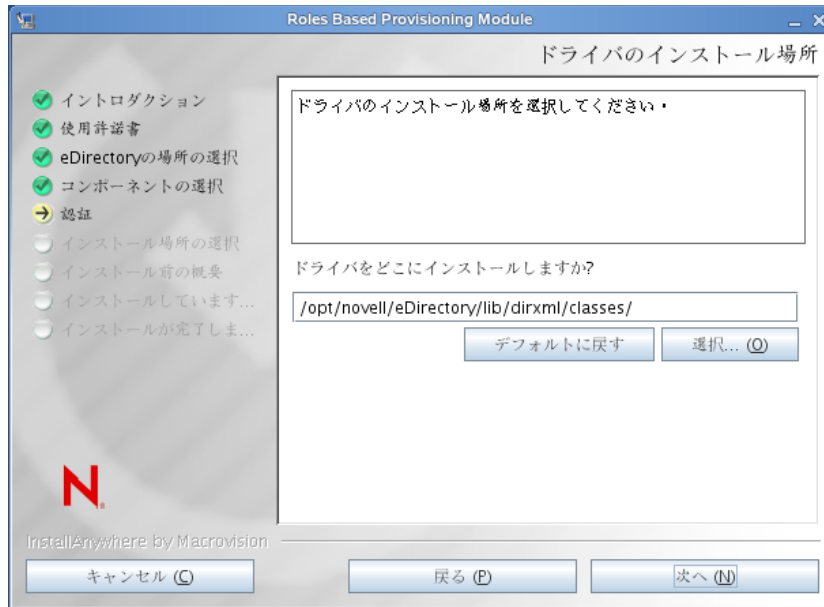 Roles Based Provisioning Module
ドライバのインストール場所
イントロダクション
使用許諾書
eDirectoryの場所の選択
コンポーネントの選択
認証
インストール場所の選択
インストール前の概要
インストールしています...
インストールが完了しま...
ドライバのインストール場所を選択してください。
ドライバをどこにインストールしますか?
/opt/novell/eDirectory/lib/dirxml/classes/
デフォルトに戻す
選択... (O)
N
InstallAnywhere by Macrovision
キャンセル (C)
戻る (P)
次へ (N)